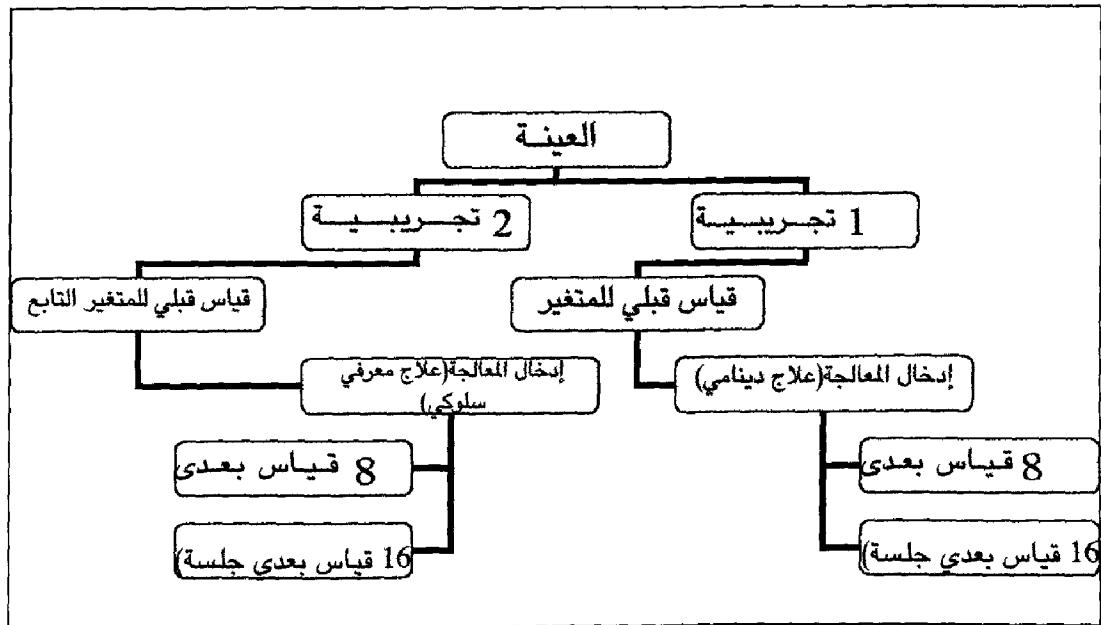 العينة
1 تجريبية
2 تجريبية
قياس قبلي للمتغير
قياس قبلي للمتغير التابع
إدخال المعالجة(علاج دينامي)
إدخال المعالجة(علاج معرفي
سلوكي)
8 قياس بعدى
8 قياس بعدى
16 قياس بعدي جلسة)
16 قياس بعدي جلسة)